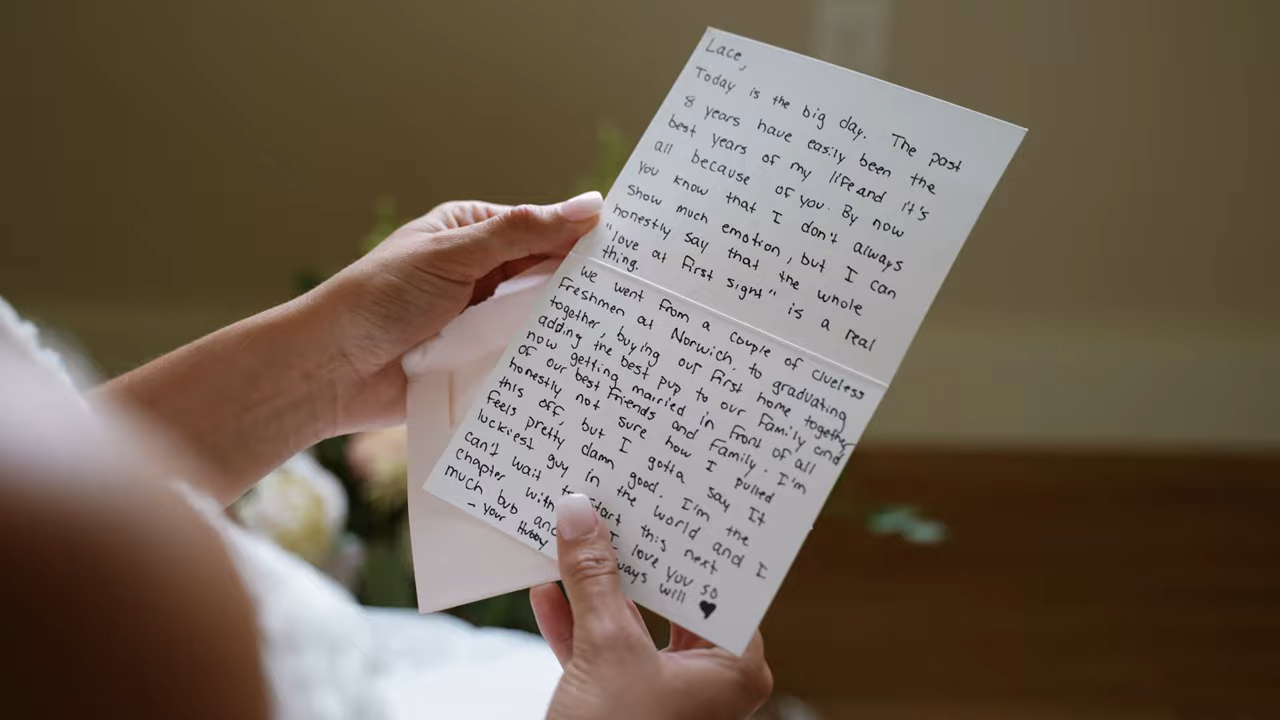 Lace,
Today is the big day. The past
8 years have easily been the
best years of my life and it's
all because of you. By now
you know that I don't always
show much emotion, but I can
honestly say that the whole
"love at first sight" is a real
thing.
We went from a couple of clueless
Freshmen at Norwich, to graduating
together, buying our first home together,
adding the best pup to our family and
now getting married in front of all
of our best friends and family. I'm
honestly not sure how I pulled
this off, but I gotta say it
feels pretty damn good. I'm the
luckiest guy in the world and I
can't wait to start this next
chapter with I love you so
much bub and will ♥
- your Hubby